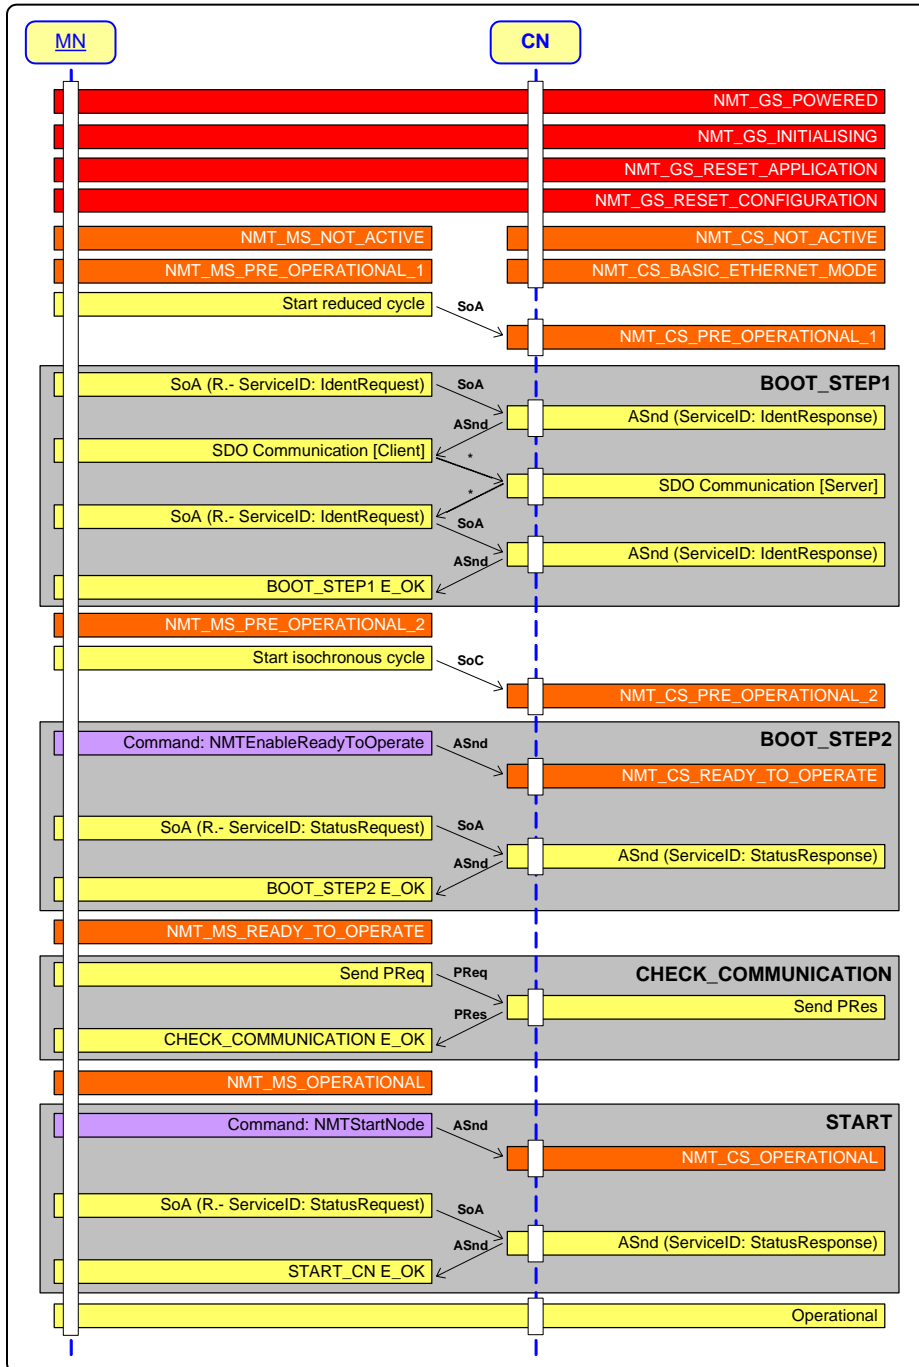 MN
CN
NMT_GS_POWERED
NMT_GS_INITIALISING
NMT_GS_RESET_APPLICATION
NMT_GS_RESET_CONFIGURATION
NMT_MS_NOT_ACTIVE
NMT_CS_NOT_ACTIVE
NMT_MS_PRE_OPERATIONAL_1
NMT_CS_BASIC_ETHERNET_MODE
Start reduced cycle
SoA
NMT_CS_PRE_OPERATIONAL_1
BOOT_STEP1
SoA (R.- ServiceID: IdentRequest)
SoA
ASnd (ServiceID: IdentResponse)
ASnd
SDO Communication [Client]
*
SDO Communication [Server]
*
SoA (R.- ServiceID: IdentRequest)
SoA
ASnd (ServiceID: IdentResponse)
ASnd
BOOT_STEP1 E_OK
NMT_MS_PRE_OPERATIONAL_2
Start isochronous cycle
SoC
NMT_CS_PRE_OPERATIONAL_2
BOOT_STEP2
Command: NMTEnableReadyToOperate
ASnd
NMT_CS_READY_TO_OPERATE
SoA (R.- ServiceID: StatusRequest)
SoA
ASnd (ServiceID: StatusResponse)
ASnd
BOOT_STEP2 E_OK
NMT_MS_READY_TO_OPERATE
CHECK_COMMUNICATION
Send PReq
PReq
Send PRes
PRes
CHECK_COMMUNICATION E_OK
NMT_MS_OPERATIONAL
START
Command: NMTStartNode
ASnd
NMT_CS_OPERATIONAL
SoA (R.- ServiceID: StatusRequest)
SoA
ASnd (ServiceID: StatusResponse)
ASnd
START_CN E_OK
Operational